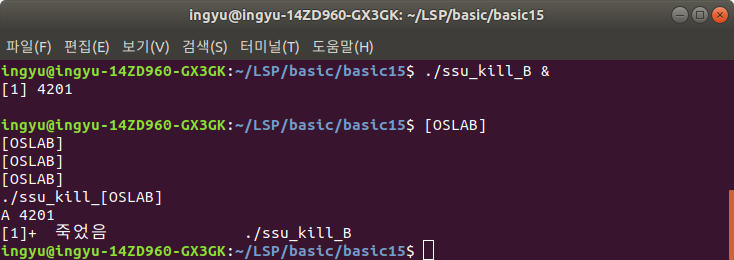 ingyu@ingyu-14ZD960-GX3GK: ~/LSP/basic/basic15
파일(F) 편집(E) 보기(V) 검색(S) 터미널(T) 도움말(H)
ingyu@ingyu-14ZD960-GX3GK:~/LSP/basic/basic15$ ./ssu_kill_B &
[1] 4201
ingyu@ingyu-14ZD960-GX3GK:~/LSP/basic/basic15$ [OSLAB]
[OSLAB]
[OSLAB]
[OSLAB]
./ssu_kill_[OSLAB]
A 4201
[1]+ 죽었음 ./ssu_kill_B
ingyu@ingyu-14ZD960-GX3GK:~/LSP/basic/basic15$